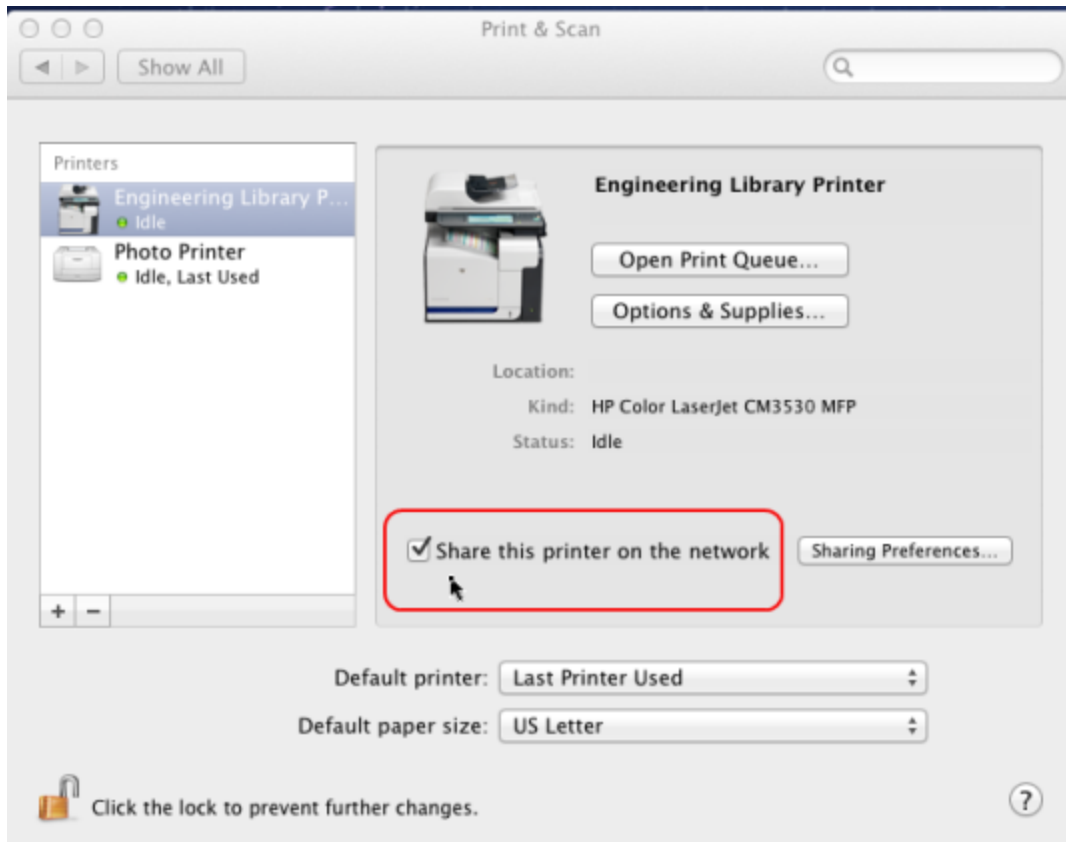 Print & Scan
Show All
Printers
Engineering Library P...
Idle
Photo Printer
Idle, Last Used
Engineering Library Printer
Open Print Queue...
Options & Supplies...
Location:
Kind: HP Color LaserJet CM3530 MFP
Status: Idle
Share this printer on the network
Sharing Preferences...
+ −
Default printer: Last Printer Used
Default paper size: US Letter
Click the lock to prevent further changes.
?